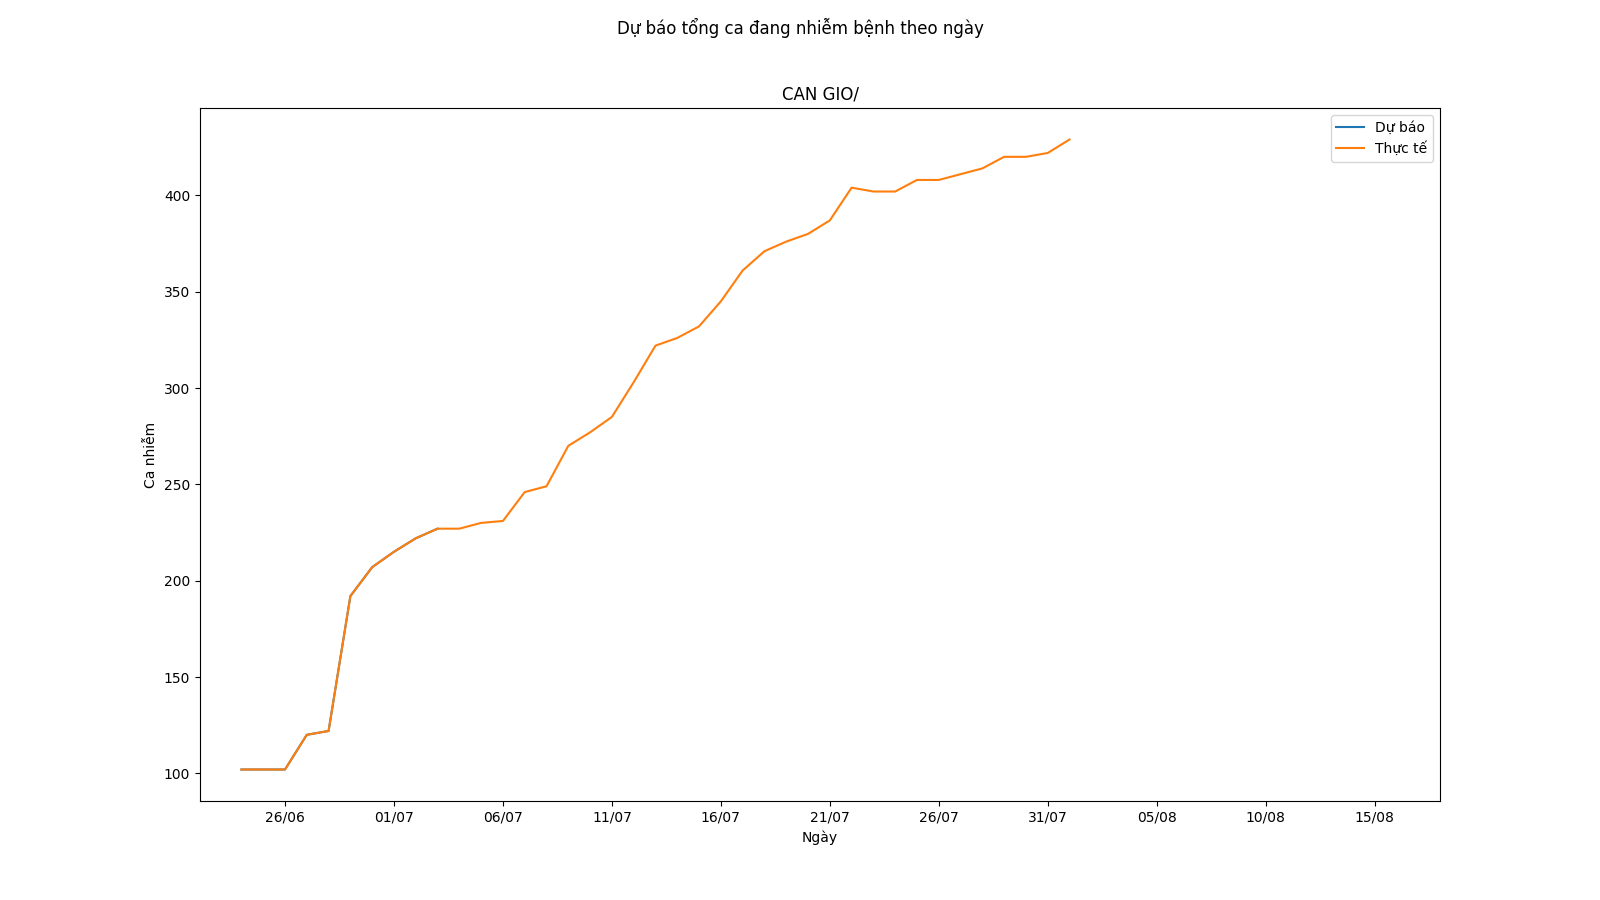 Dự báo tổng ca đang nhiễm bệnh theo ngày
CAN GIO/
Dự báo
Thực tế
400
350
300
250
200
150
100
Ca nhiễm
26/06 01/07 06/07 11/07 16/07 21/07 26/07 31/07 05/08 10/08 15/08
Ngày